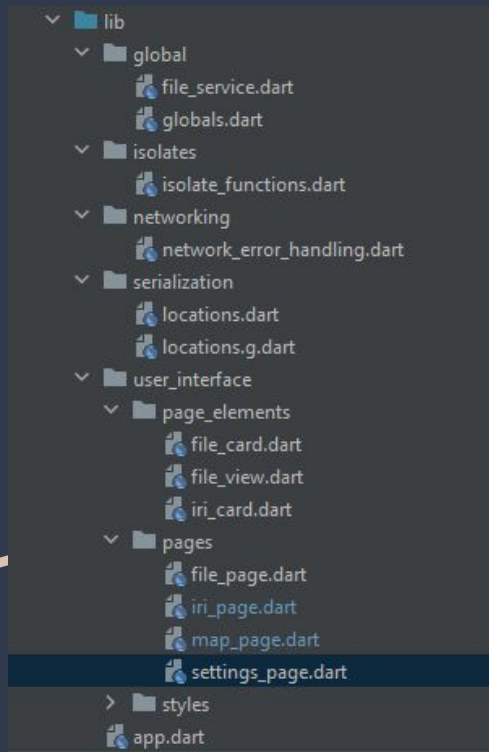 lib
global
file_service.dart
globals.dart
isolates
isolate_functions.dart
networking
network_error_handling.dart
serialization
locations.dart
locations.g.dart
user_interface
page_elements
file_card.dart
file_view.dart
iri_card.dart
pages
file_page.dart
iri_page.dart
map_page.dart
settings_page.dart
styles
app.dart